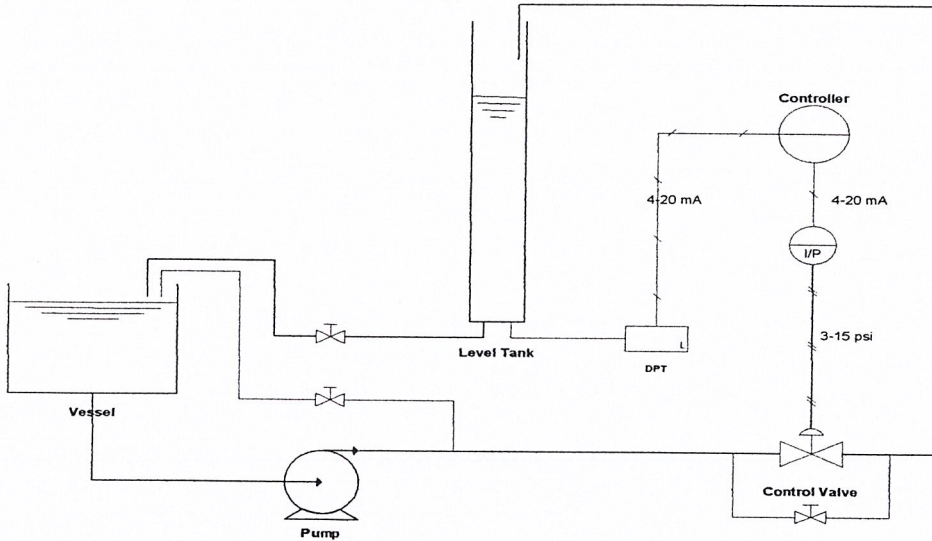 Controller
4-20 mA
4-20 mA
I/P
3-15 psi
L
Level Tank
DPT
Vessel
Control Valve
Pump